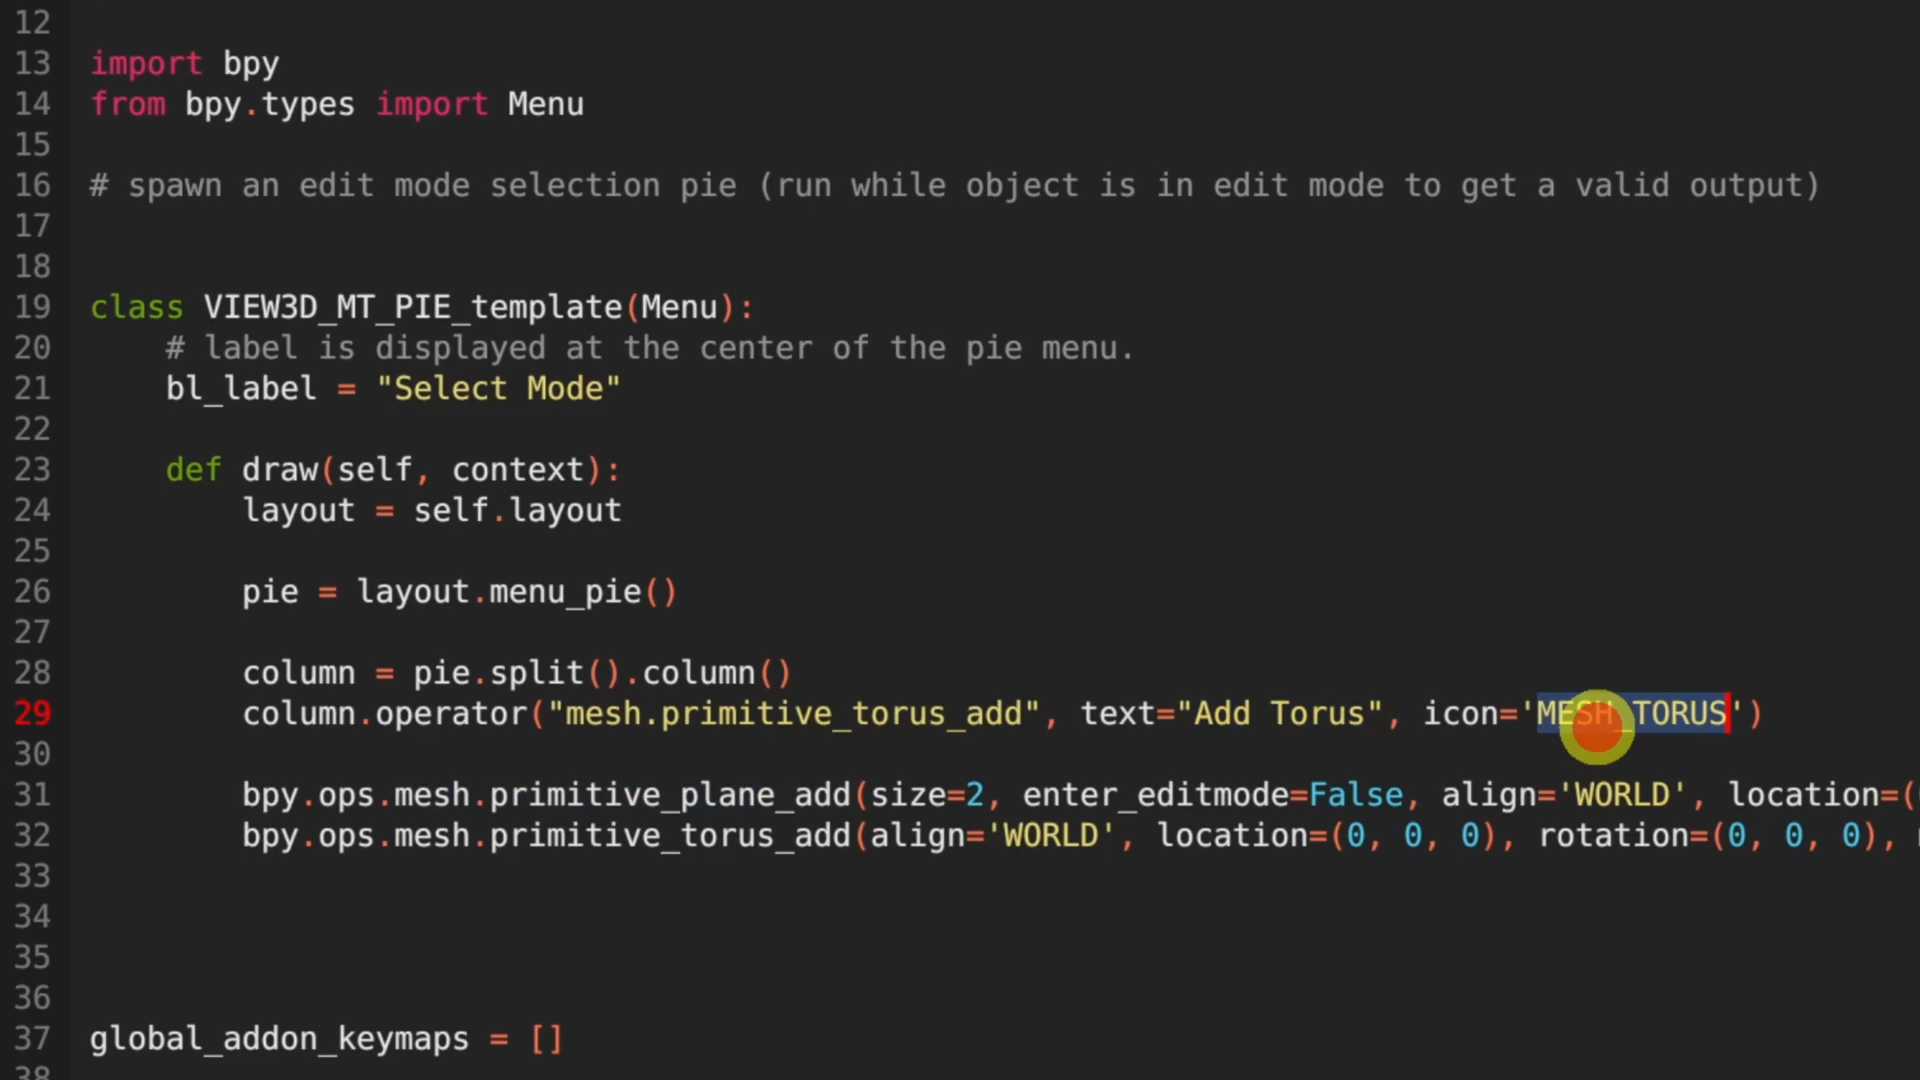 12
13 import bpy
14 from bpy.types import Menu
15
16 # spawn an edit mode selection pie (run while object is in edit mode to get a valid output)
17
18
19 class VIEW3D_MT_PIE_template(Menu):
20     # label is displayed at the center of the pie menu.
21     bl_label = "Select Mode"
22
23     def draw(self, context):
24         layout = self.layout
25
26         pie = layout.menu_pie()
27
28         column = pie.split().column()
29         column.operator("mesh.primitive_torus_add", text="Add Torus", icon='MESH_TORUS')
30
31         bpy.ops.mesh.primitive_plane_add(size=2, enter_editmode=False, align='WORLD', location=(
32         bpy.ops.mesh.primitive_torus_add(align='WORLD', location=(0, 0, 0), rotation=(0, 0, 0),
33
34
35
36
37 global_addon_keymaps = []
38